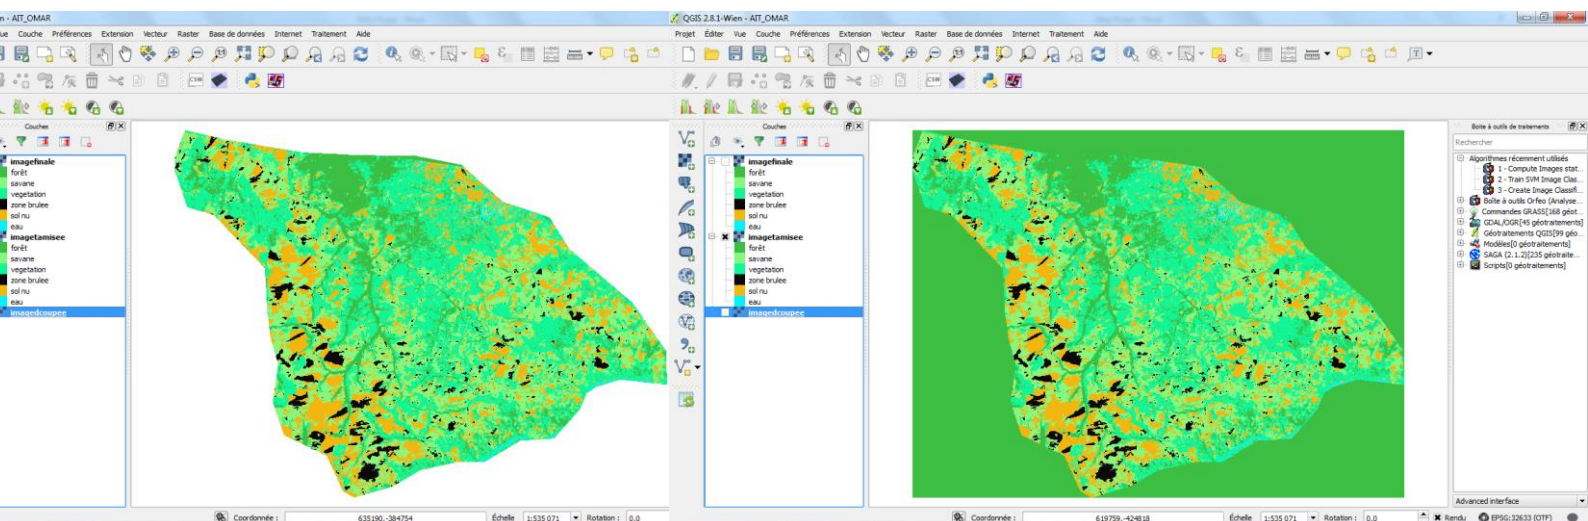 n - AIT_OMAR
ue Couche Préférences Extension Vecteur Raster Base de données Internet Traitement Aide
CSW
Couches
imagefinale
forêt
savane
vegetation
zone brulee
sol nu
eau
imagetamisee
forêt
savane
vegetation
zone brulee
sol nu
eau
imagedcoupee
Coordonnée : 635190,-384754 Échelle 1:535 071 Rotation : 0,0
QGIS 2.8.1-Wien - AIT_OMAR
Projet Éditer Vue Couche Préférences Extension Vecteur Raster Base de données Internet Traitement Aide
CSW
Couches
imagefinale
forêt
savane
vegetation
zone brulee
sol nu
eau
imagetamisee
forêt
savane
vegetation
zone brulee
sol nu
eau
imagedcoupee
Boite à outils de traitements
Rechercher
Algorithmes récemment utilisés
1 - Compute Images stat...
2 - Train SVM Image Clas...
3 - Create Image Classifi...
Boîte à outils Orfeo (Analyse...
Commandes GRASS[168 géot...
GDAL/OGR[45 géotraitements]
Géotraitements QGIS[99 géo...
Modèles[0 géotraitements]
SAGA (2.1.2)[235 géotraite...
Scripts[0 géotraitements]
Advanced interface
Coordonnée : 619759,-424818 Échelle 1:535 071 Rotation : 0,0 Rendu EPSG:32633 (OTF)